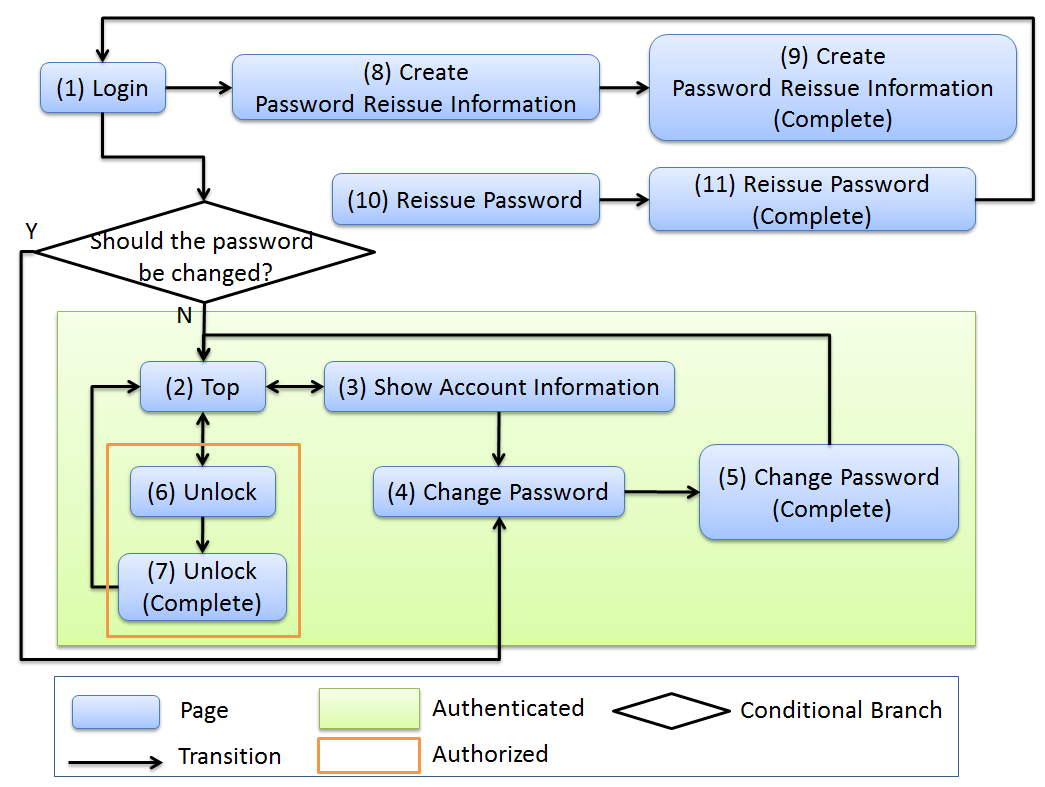 (1) Login
(8) Create
Password Reissue Information
(9) Create
Password Reissue Information
(Complete)
(10) Reissue Password
(11) Reissue Password
(Complete)
Y
Should the password
be changed?
N
(2) Top
(3) Show Account Information
(6) Unlock
(4) Change Password
(5) Change Password
(Complete)
(7) Unlock
(Complete)
Page
Authenticated
Conditional Branch
Transition
Authorized